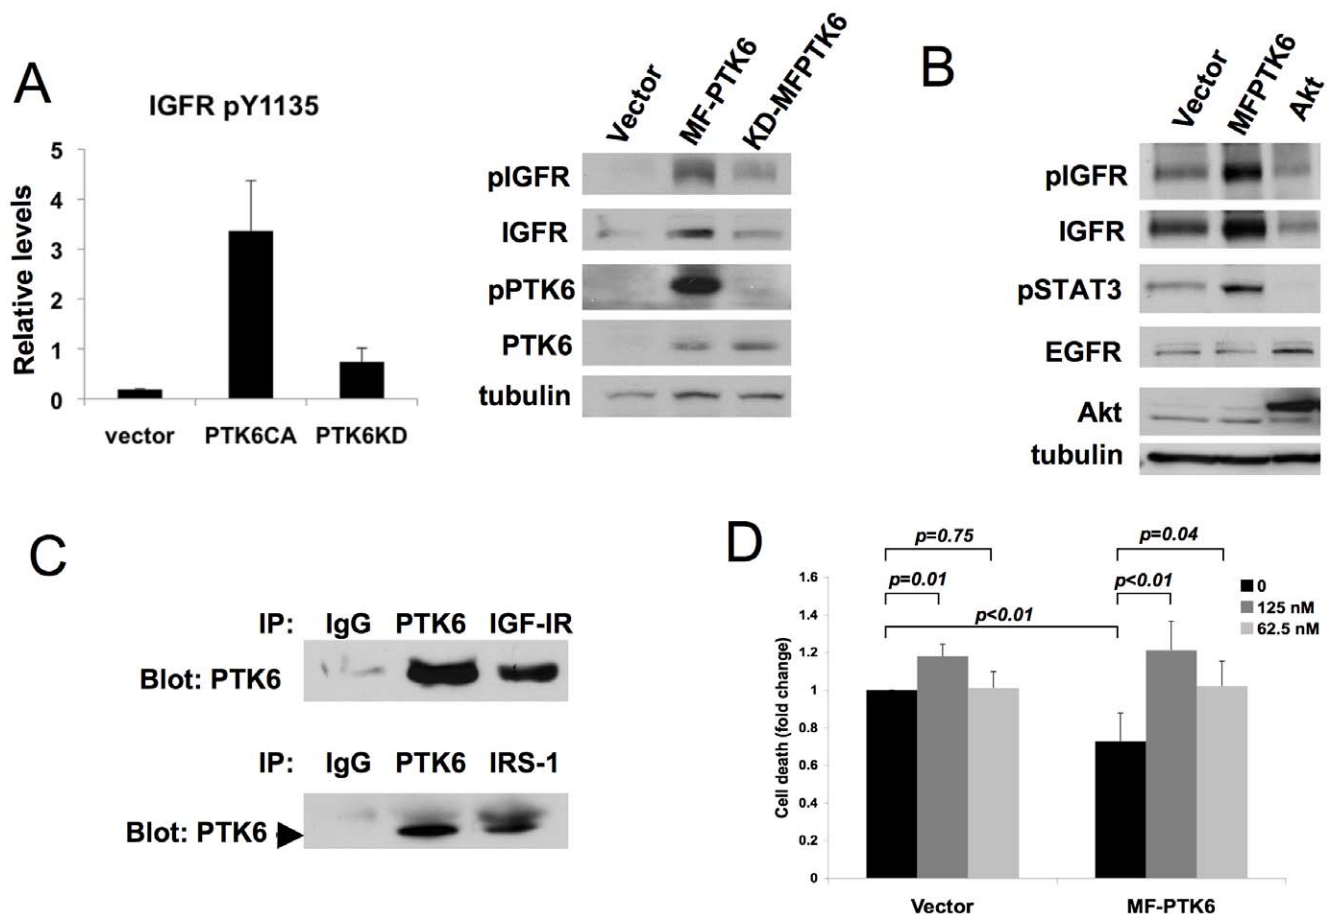 A
IGFR pY1135
Relative levels
5
4
3
2
1
0
vector PTK6CA PTK6KD
Vector MF-PTK6 KD-MFPTK6
pIGFR
IGFR
pPTK6
PTK6
tubulin
B
Vector MFPTK6 Akt
pIGFR
IGFR
pSTAT3
EGFR
Akt
tubulin
C
IP: IgG PTK6 IGF-IR
Blot: PTK6
IP: IgG PTK6 IRS-1
Blot: PTK6
D
Cell death (fold change)
1.6
1.4
1.2
1
0.8
0.6
0.4
0.2
0
p=0.75
p=0.01
p<0.01
p=0.04
p<0.01
0
125 nM
62.5 nM
Vector MF-PTK6